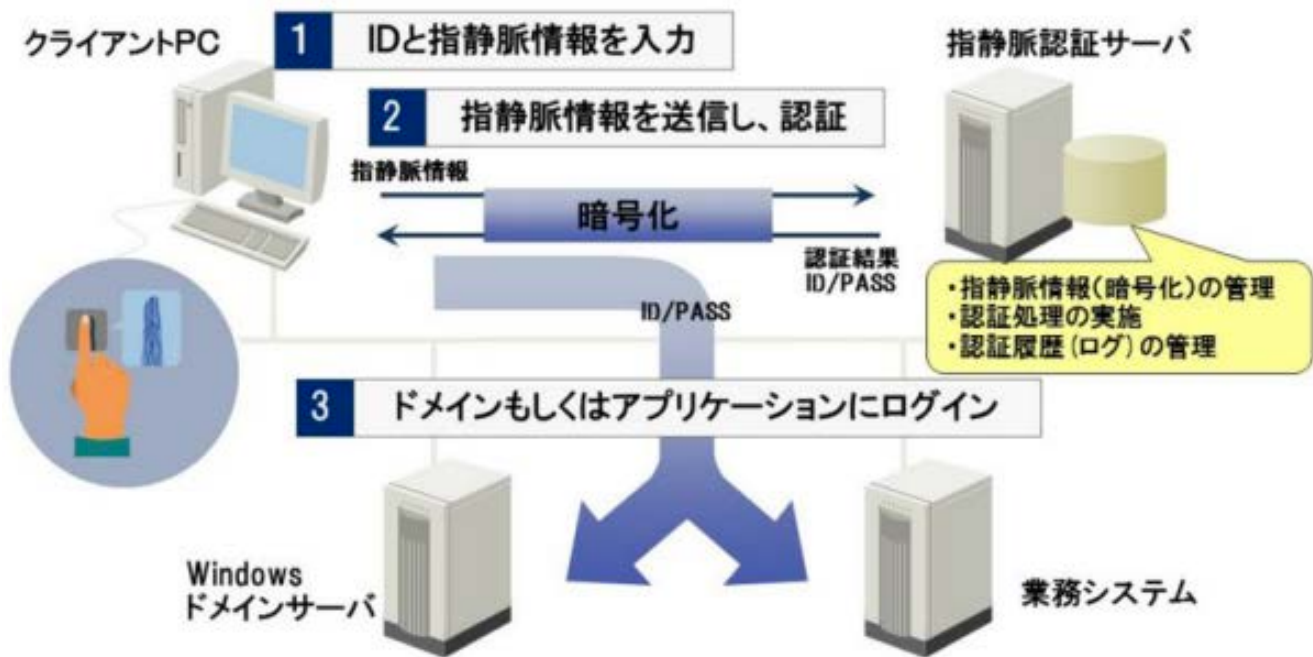 クライアントPC
1 IDと指静脈情報を入力
指静脈認証サーバ
2 指静脈情報を送信し、認証
指静脈情報
暗号化
認証結果
ID/PASS
ID/PASS
・指静脈情報(暗号化)の管理
・認証処理の実施
・認証履歴(ログ)の管理
3 ドメインもしくはアプリケーションにログイン
Windows
ドメインサーバ
業務システム